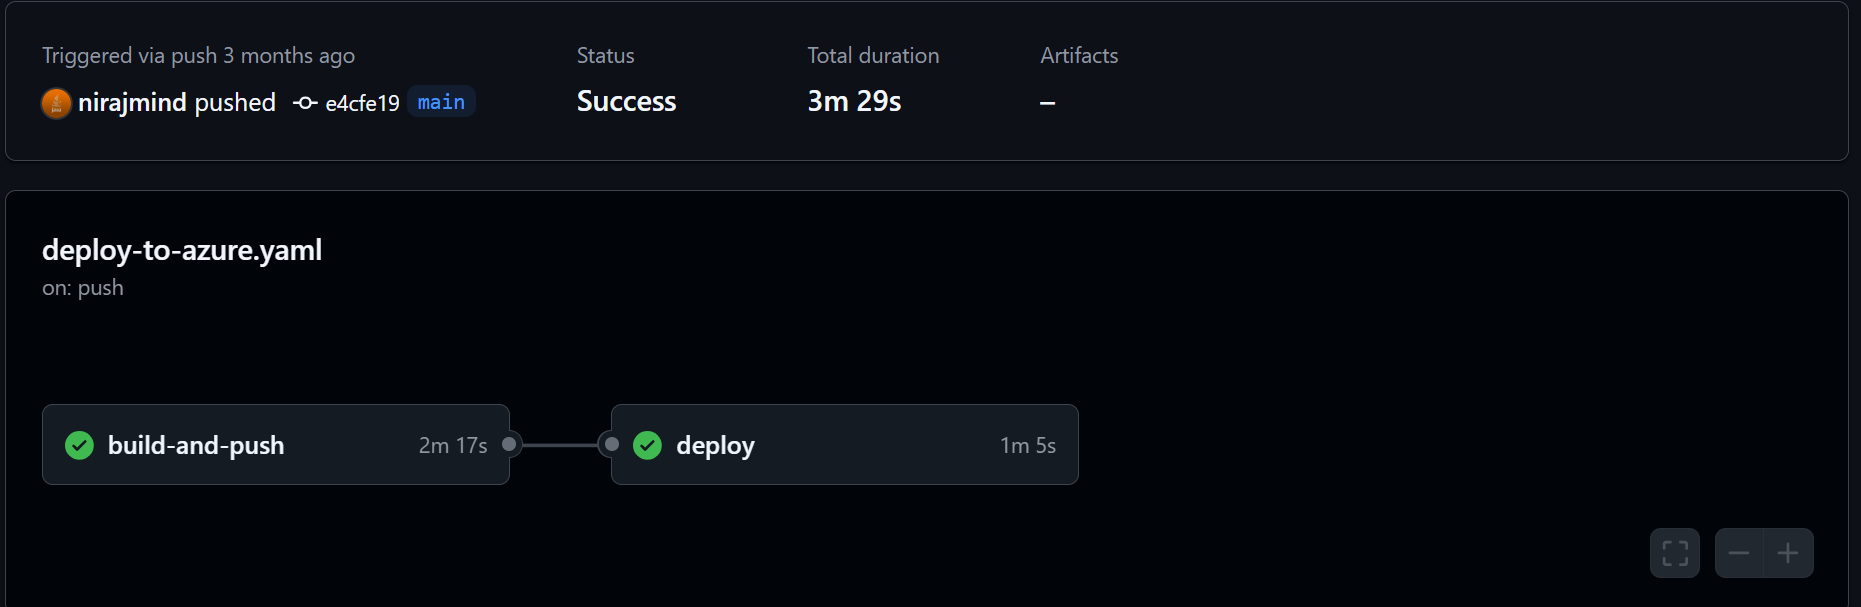 Triggered via push 3 months ago
nirajmind pushed e4cfe19 main
Status
Success
Total duration
3m 29s
Artifacts
–
deploy-to-azure.yaml
on: push
build-and-push 2m 17s
deploy 1m 5s